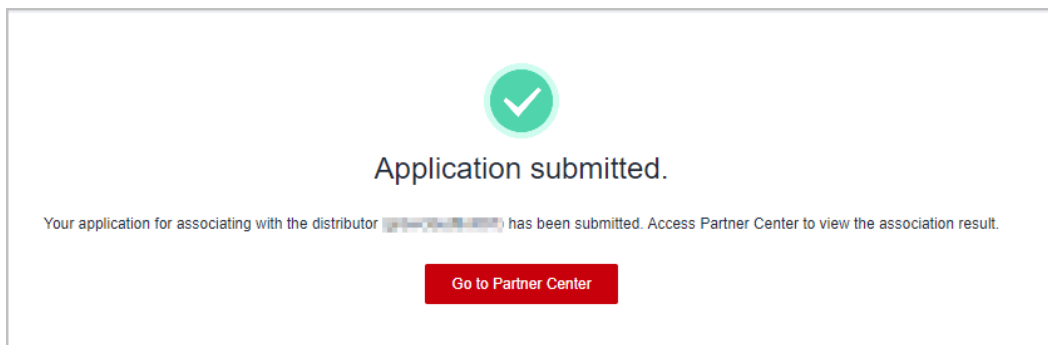 Application submitted.
Your application for associating with the distributor ( ) has been submitted. Access Partner Center to view the association result.
Go to Partner Center